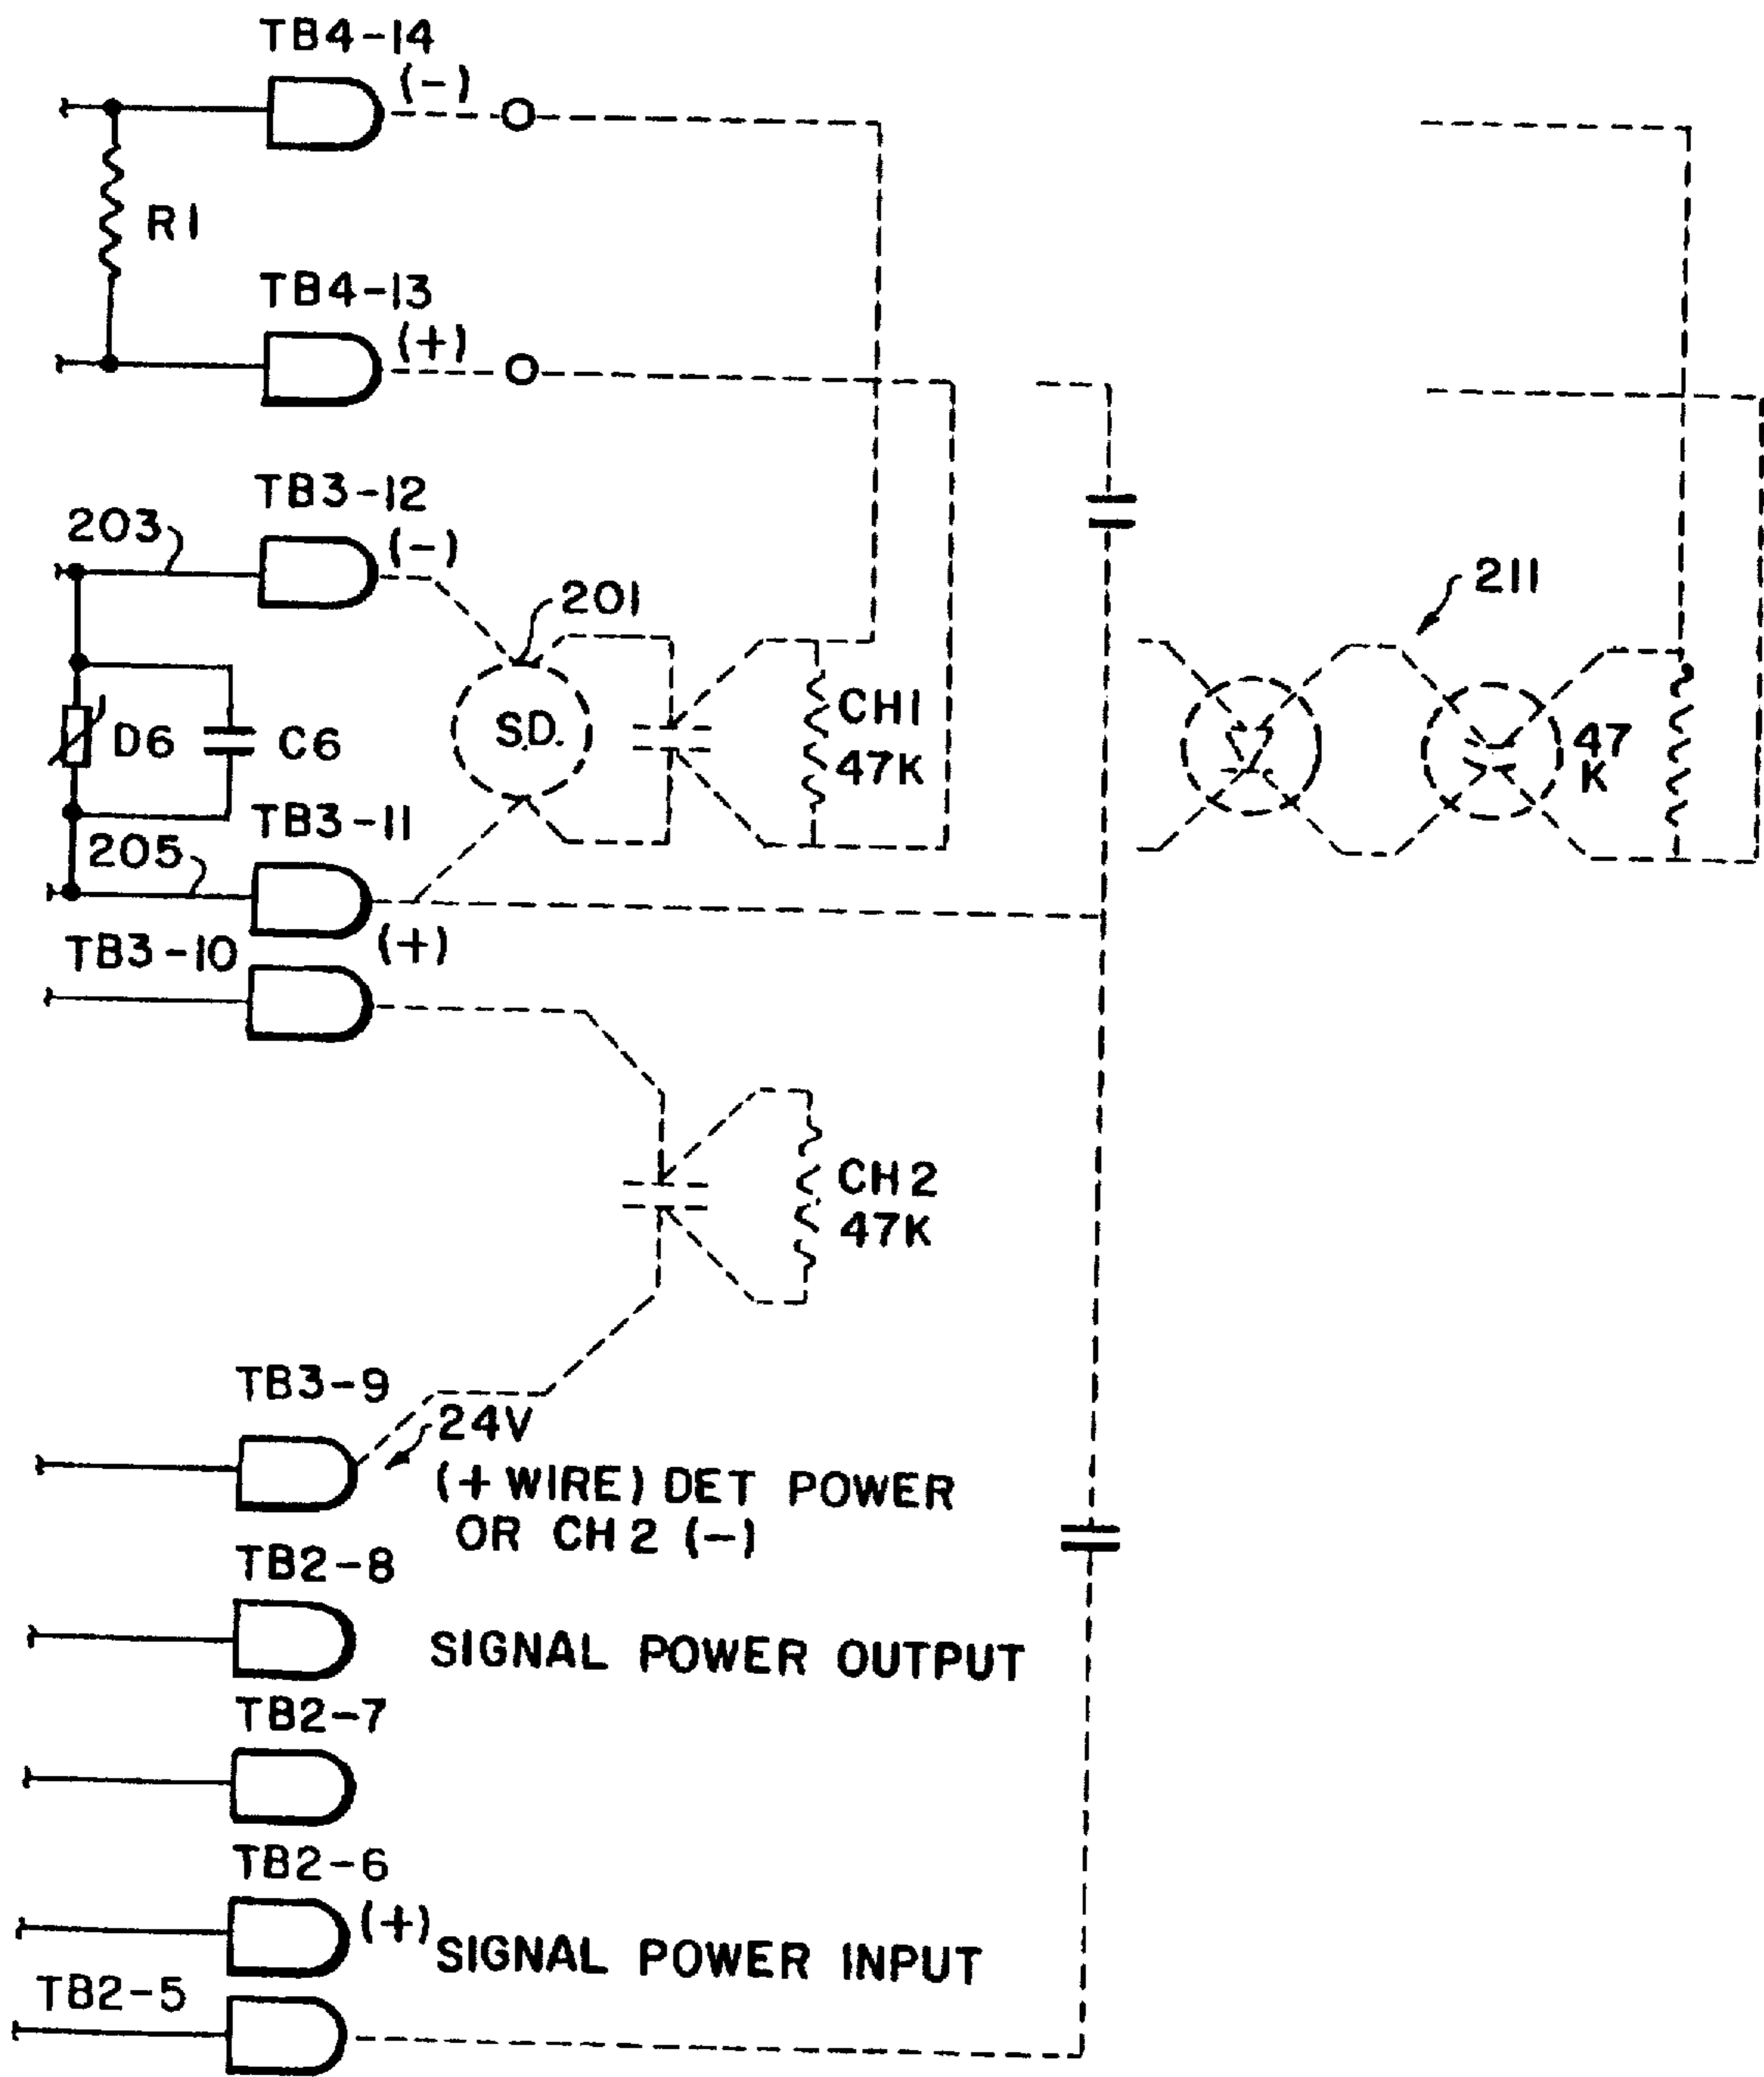 TB4-14
(-)
R1
TB4-13
(+)
TB3-12
203
(-)
201
211
D6
C6
S.D.
CH1
47K
47
K
TB3-11
205
(+)
TB3-10
CH2
47K
TB3-9
24V
(+ WIRE) DET POWER
OR CH2 (-)
TB2-8
SIGNAL POWER OUTPUT
TB2-7
TB2-6
(+)
SIGNAL POWER INPUT
TB2-5